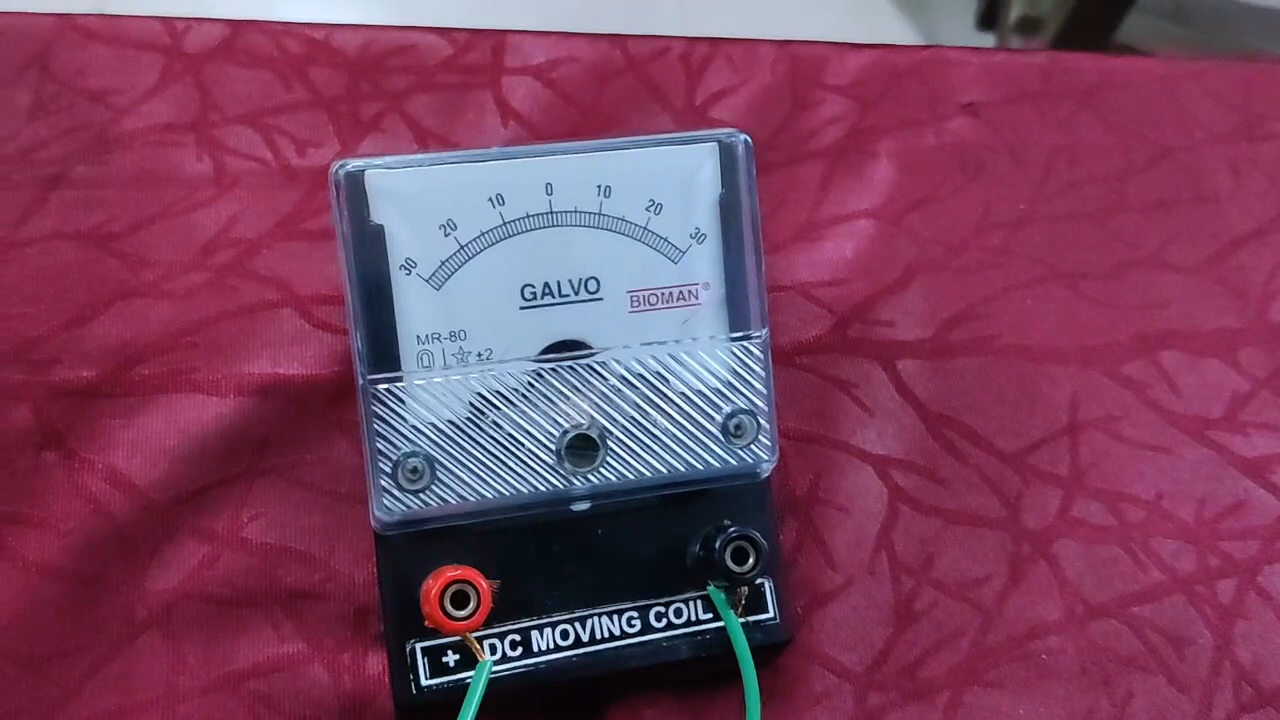 30 20 10 0 10 20 30
GALVO
BIOMAN®
MR-80
±2
+ DC MOVING COIL